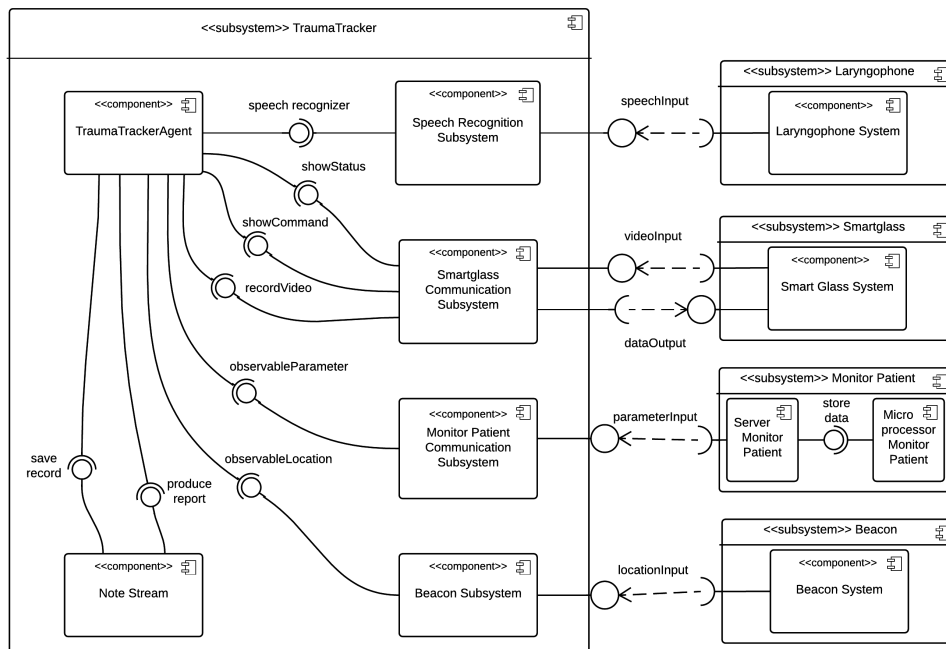 <<subsystem>> TraumaTracker
<<component>>
TraumaTrackerAgent
speech recognizer
<<component>>
Speech Recognition
Subsystem
speechInput
<<subsystem>> Laryngophone
<<component>>
Laryngophone System
showStatus
showCommand
recordVideo
<<component>>
Smartglass
Communication
Subsystem
videoInput
dataOutput
<<subsystem>> Smartglass
<<component>>
Smart Glass System
observableParameter
<<component>>
Monitor Patient
Communication
Subsystem
parameterInput
<<subsystem>> Monitor Patient
Server
Monitor
Patient
store
data
Micro
processor
Monitor
Patient
observableLocation
save
record
produce
report
<<component>>
Note Stream
<<component>>
Beacon Subsystem
locationInput
<<subsystem>> Beacon
<<component>>
Beacon System